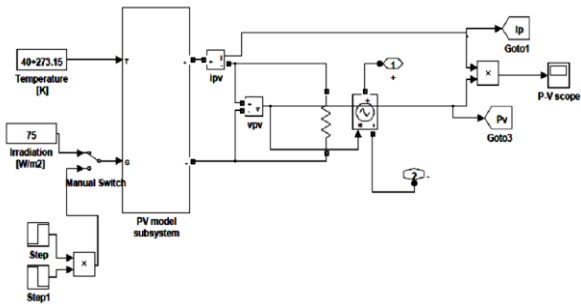 40+273.15
Temperature
[K]
75
Irradiation
[W/m2]
Manual Switch
Step
Step1
×
T
G
+
-
PV model
subsystem
+
-
i
ipv
+
-
v
vpv
1
+
2
-
Ip
Goto1
×
P-V scope
Pv
Goto3